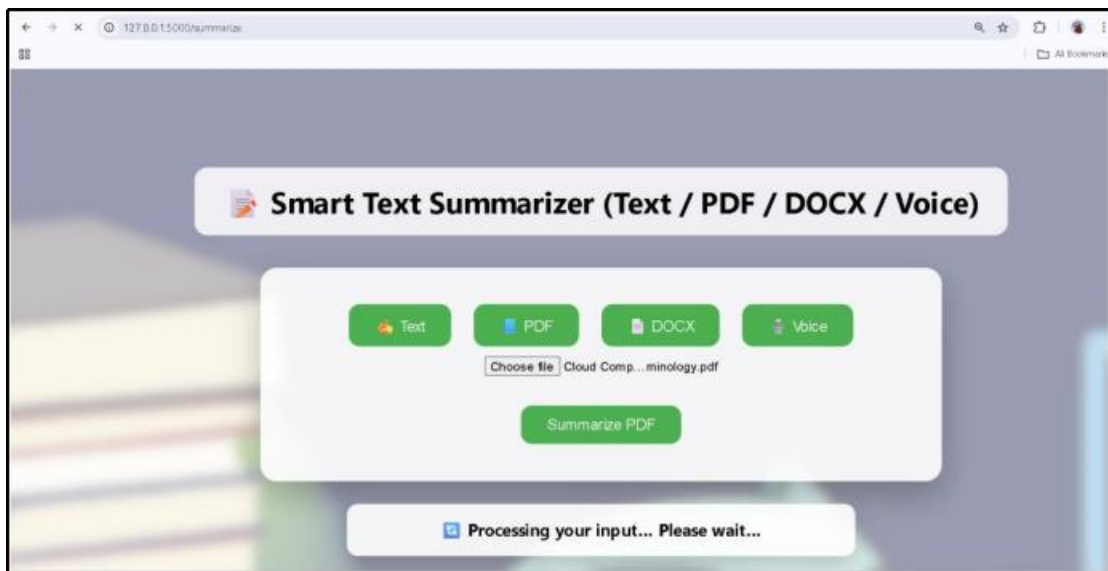 127.0.0.1:5000/summarize
All Bookmarks
Smart Text Summarizer (Text / PDF / DOCX / Voice)
Text PDF DOCX Voice
Choose file Cloud Comp...minology.pdf
Summarize PDF
Processing your input... Please wait...